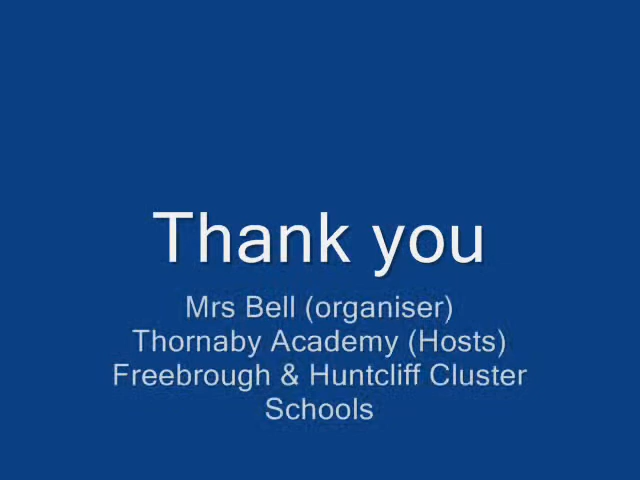 Thank you
Mrs Bell (organiser)
Thornaby Academy (Hosts)
Freebrough & Huntcliff Cluster
Schools